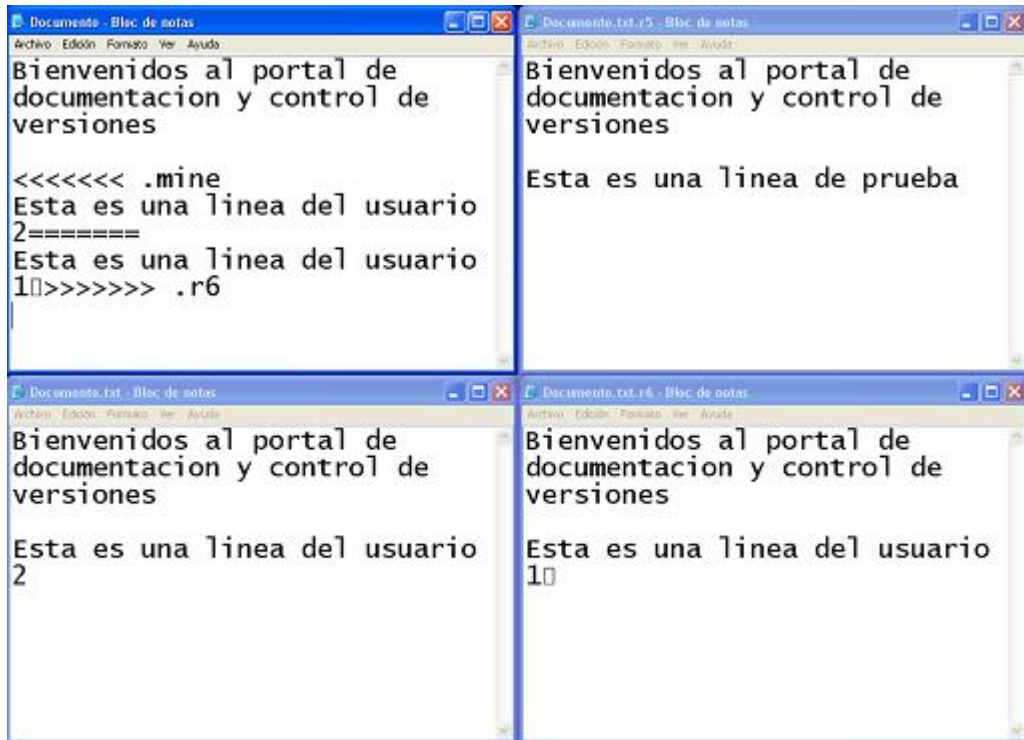 Documento - Bloc de notas
Archivo Edición Formato Ver Ayuda
Bienvenidos al portal de
documentacion y control de
versiones
<<<<<<< .mine
Esta es una linea del usuario
2=======
Esta es una linea del usuario
1▯>>>>>>> .r6
Documento.txt.r5 - Bloc de notas
Archivo Edición Formato Ver Ayuda
Bienvenidos al portal de
documentacion y control de
versiones
Esta es una linea de prueba
Documento.txt - Bloc de notas
Archivo Edición Formato Ver Ayuda
Bienvenidos al portal de
documentacion y control de
versiones
Esta es una linea del usuario
2
Documento.txt.r6 - Bloc de notas
Archivo Edición Formato Ver Ayuda
Bienvenidos al portal de
documentacion y control de
versiones
Esta es una linea del usuario
1▯